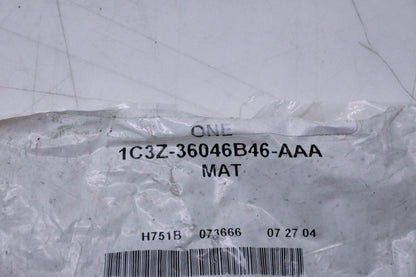 ONE
1C3Z-36046B46-AAA
MAT
H751B 073666 07 27 04